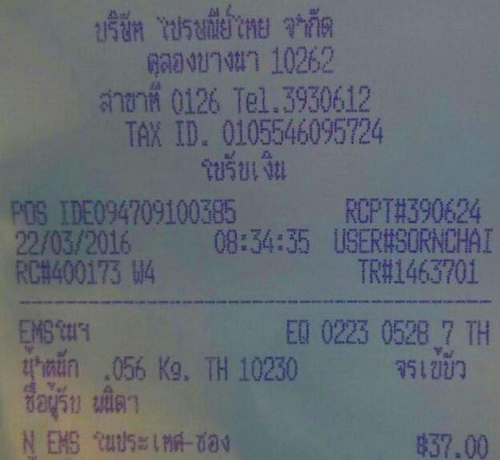 บริษัท ไปรษณีย์ไทย จำกัด
คลองบางนา 10262
สาขาที่ 0126 Tel.3930612
TAX ID. 0105546095724
ใบรับเงิน
POS IDE094709100385 RCPT#390624
22/03/2016 08:34:35 USER#SORNCHAI
RC#400173 W4 TR#1463701
EMSในฯ EQ 0223 0528 7 TH
น้ำหนัก .056 Kg. TH 10230 จรเข้บัว
ชื่อผู้รับ ผนิดา
N EMS ในประเทศ-ซอง ฿37.00